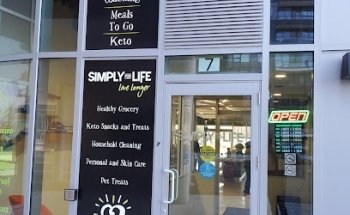 Meals
To Go
Keto
SIMPLY FOR LIFE
live longer
7
Healthy Grocery
Keto Snacks and Treats
Household Cleaning
Personal and Skin Care
Pet Treats
OPEN